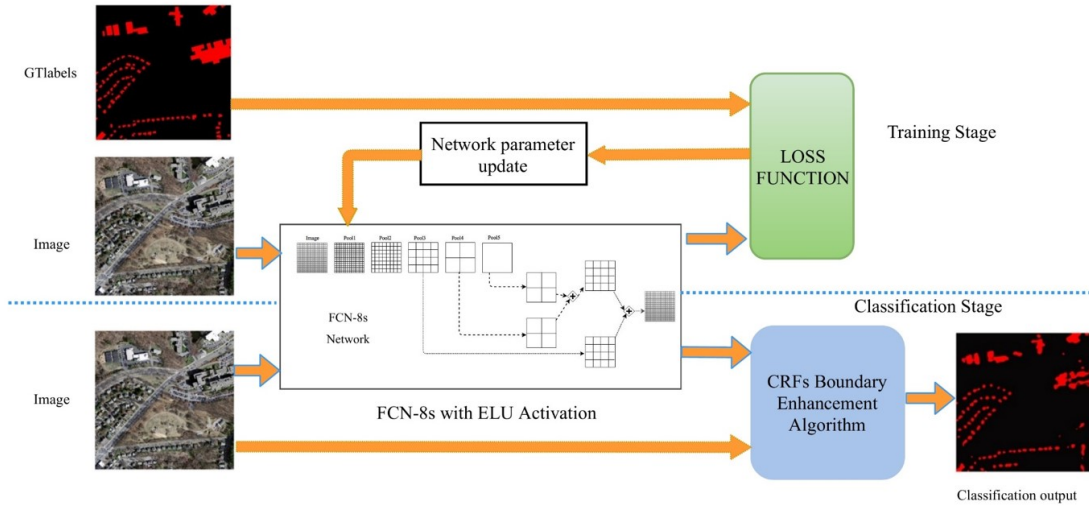 GTlabels
Training Stage
Network parameter
update
LOSS
FUNCTION
Image
Image Pool1 Pool2 Pool3 Pool4 Pool5
FCN-8s
Network
Classification Stage
Image
FCN-8s with ELU Activation
CRFs Boundary
Enhancement
Algorithm
Classification output